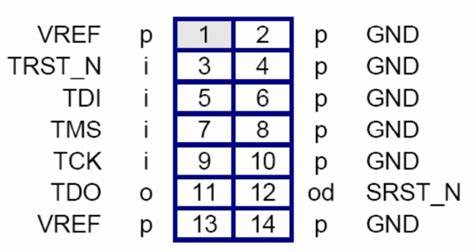 VREF p 1 2 p GND
TRST_N i 3 4 p GND
TDI i 5 6 p GND
TMS i 7 8 p GND
TCK i 9 10 p GND
TDO o 11 12 od SRST_N
VREF p 13 14 p GND